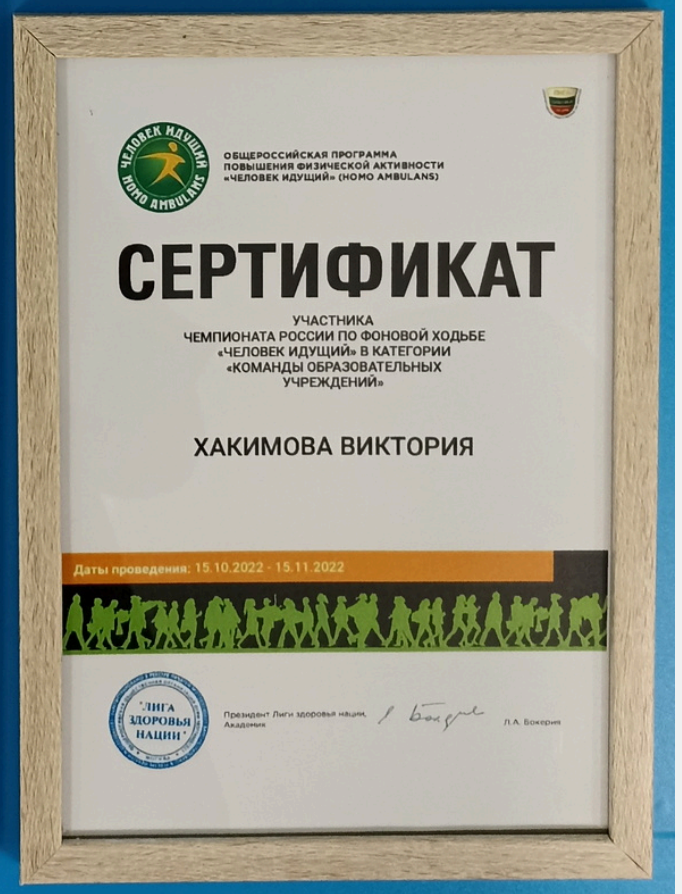 ЧЕЛОВЕК ИДУЩИЙ
HOMO AMBULANS
ОБЩЕРОССИЙСКАЯ ПРОГРАММА
ПОВЫШЕНИЯ ФИЗИЧЕСКОЙ АКТИВНОСТИ
«ЧЕЛОВЕК ИДУЩИЙ» (HOMO AMBULANS)
СЕРТИФИКАТ
УЧАСТНИКА
ЧЕМПИОНАТА РОССИИ ПО ФОНОВОЙ ХОДЬБЕ
«ЧЕЛОВЕК ИДУЩИЙ» В КАТЕГОРИИ
«КОМАНДЫ ОБРАЗОВАТЕЛЬНЫХ
УЧРЕЖДЕНИЙ»
ХАКИМОВА ВИКТОРИЯ
Даты проведения: 15.10.2022 - 15.11.2022
"ЛИГА
ЗДОРОВЬЯ
НАЦИИ"
МОСКВА
Президент Лиги здоровья нации,
Академик
Л.А. Бокерия